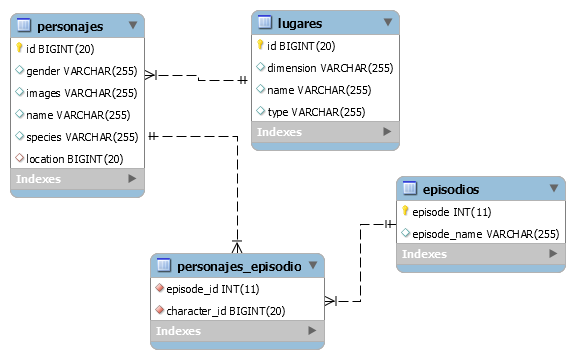 personajes
id BIGINT(20)
gender VARCHAR(255)
images VARCHAR(255)
name VARCHAR(255)
species VARCHAR(255)
location BIGINT(20)
Indexes
lugares
id BIGINT(20)
dimension VARCHAR(255)
name VARCHAR(255)
type VARCHAR(255)
Indexes
episodios
episode INT(11)
episode_name VARCHAR(255)
Indexes
personajes_episodio
episode_id INT(11)
character_id BIGINT(20)
Indexes